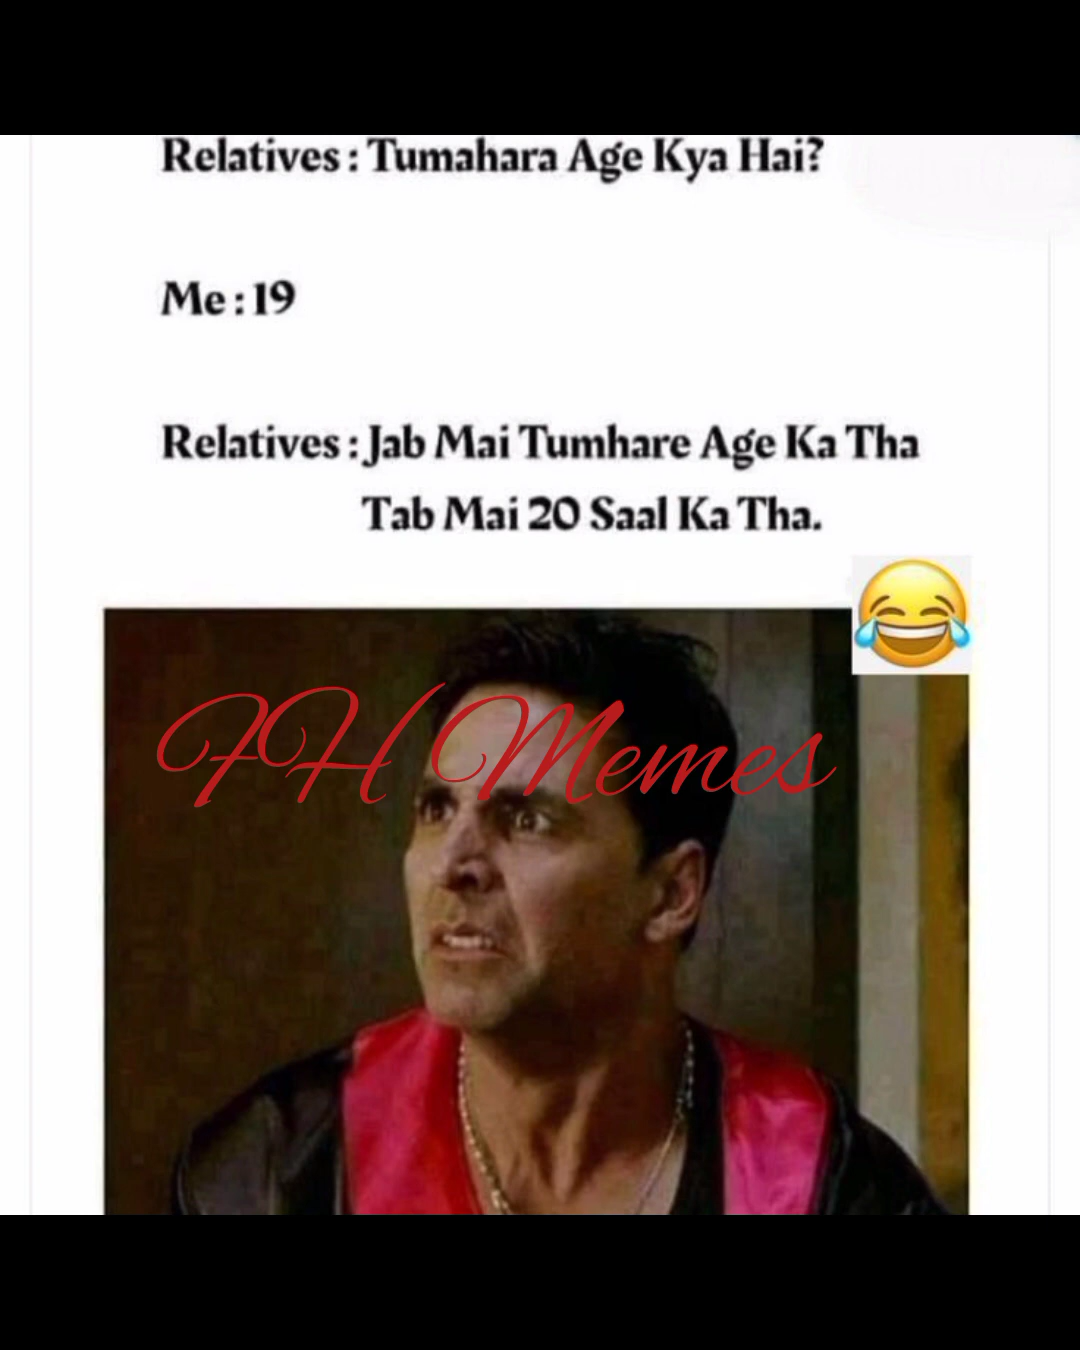 Relatives : Tumahara Age Kya Hai?
Me : 19
Relatives : Jab Mai Tumhare Age Ka Tha
Tab Mai 20 Saal Ka Tha.
FH Memes